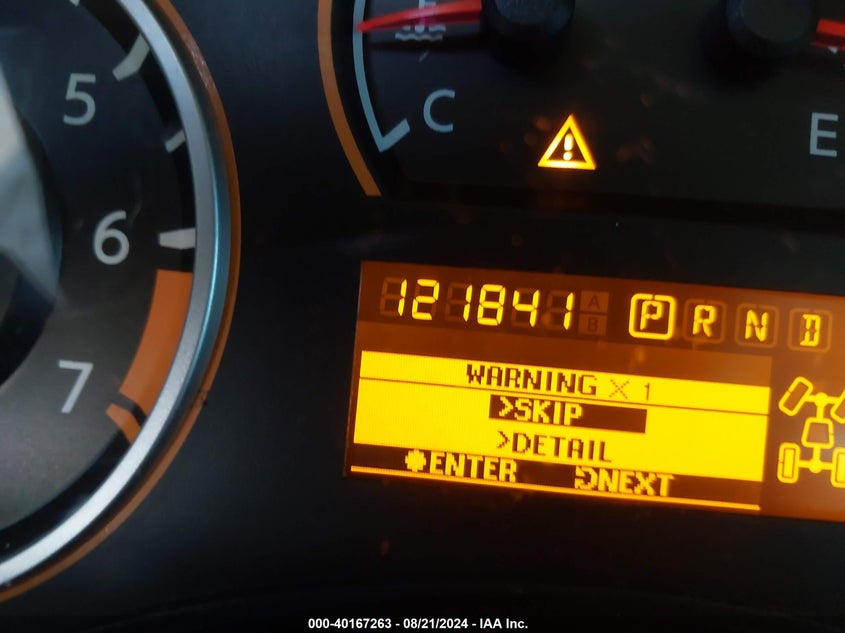 5
6
7
C
E
121841
A
B
P R N D
WARNING × 1
>SKIP
>DETAIL
ENTER
NEXT
000-40167263 - 08/21/2024 - IAA Inc.